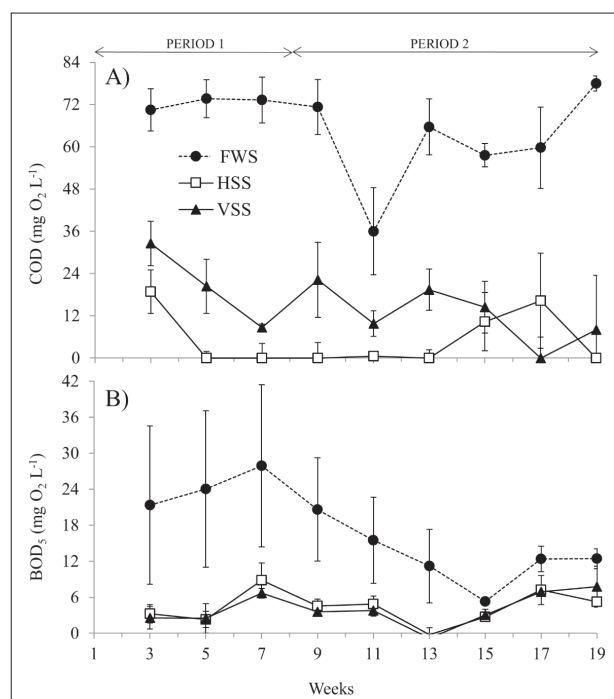 PERIOD 1 PERIOD 2
A)
84
72
60
48
36
24
12
0
COD (mg O₂ L⁻¹)
FWS
HSS
VSS
B)
42
36
30
24
18
12
6
0
BOD₅ (mg O₂ L⁻¹)
1 3 5 7 9 11 13 15 17 19
Weeks